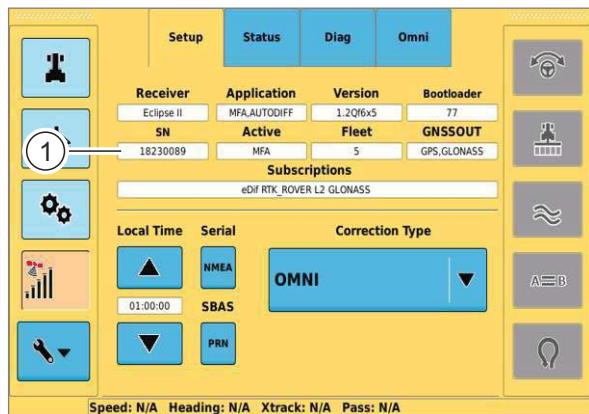 Setup Status Diag Omni
Receiver Application Version Bootloader
Eclipse II MFA,AUTODIFF 1.2Qf6x5 77
SN Active Fleet GNSSOUT
1 18230089 MFA 5 GPS,GLONASS
Subscriptions
eDif RTK_ROVER L2 GLONASS
Local Time Serial Correction Type
NMEA OMNI
01:00:00 SBAS
PRN
A=B
Speed: N/A Heading: N/A Xtrack: N/A Pass: N/A